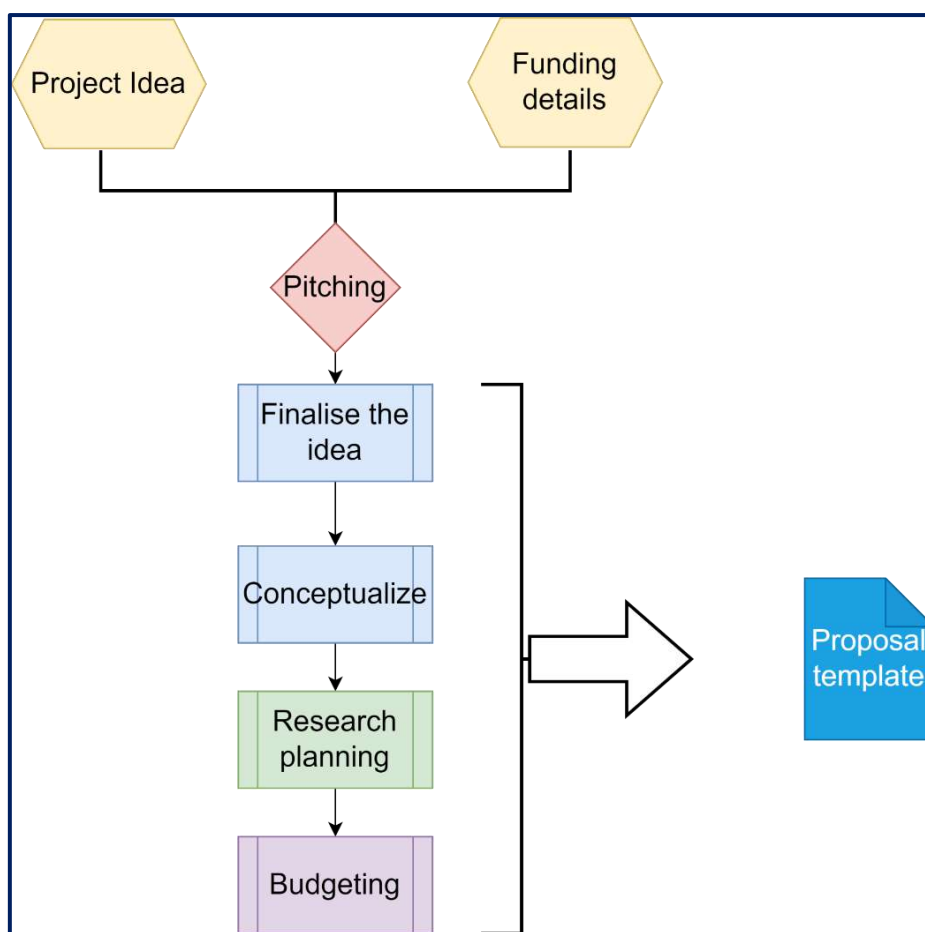 Project Idea
Funding
details
Pitching
Finalise the
idea
Conceptualize
Research
planning
Budgeting
Proposal
template